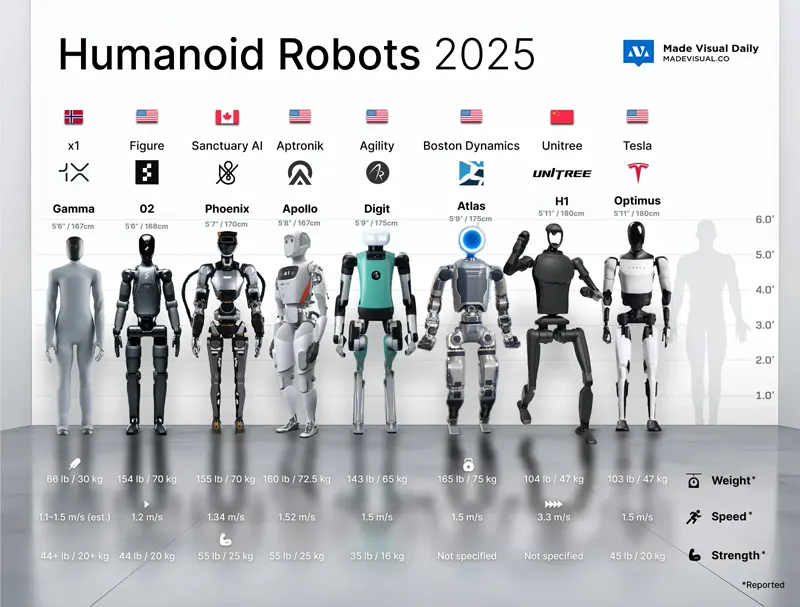 Humanoid Robots 2025
Made Visual Daily
MADEVISUAL.CO
x1
Figure
Sanctuary AI
Aptronik
Agility
Boston Dynamics
Unitree
Tesla
UNITREE
Gamma
02
Phoenix
Apollo
Digit
Atlas
H1
Optimus
5'6" / 167cm
5'6" / 168cm
5'7" / 170cm
5'8" / 167cm
5'9" / 175cm
5'9" / 175cm
5'11" / 180cm
5'11" / 180cm
6.0'
5.0'
4.0'
3.0'
2.0'
1.0'
66 lb / 30 kg
154 lb / 70 kg
155 lb / 70 kg
160 lb / 72.5 kg
143 lb / 65 kg
165 lb / 75 kg
104 lb / 47 kg
103 lb / 47 kg
Weight*
1.1–1.5 m/s (est.)
1.2 m/s
1.34 m/s
1.52 m/s
1.5 m/s
1.5 m/s
3.3 m/s
1.5 m/s
Speed*
44+ lb / 20+ kg
44 lb / 20 kg
55 lb / 25 kg
55 lb / 25 kg
35 lb / 16 kg
Not specified
Not specified
45 lb / 20 kg
Strength*
*Reported